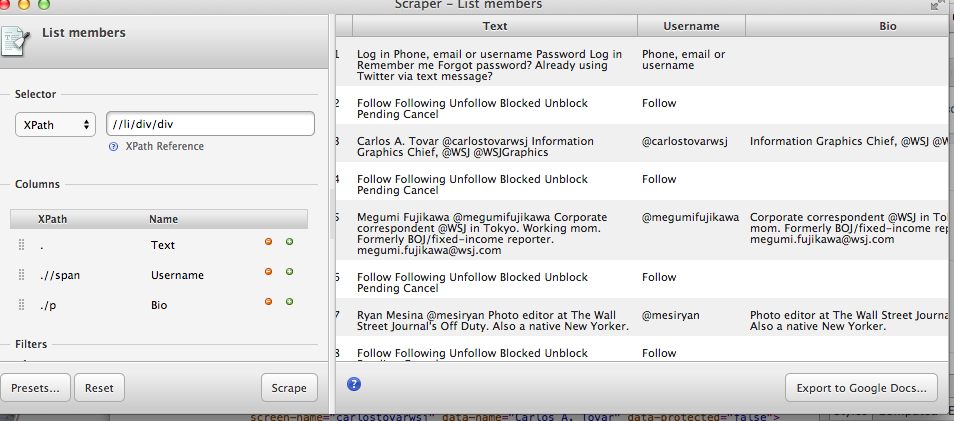 Scraper – List members
List members
Selector
XPath
//li/div/div
? XPath Reference
Columns
XPath Name
. Text
.//span Username
./p Bio
Filters
Presets... Reset Scrape
Text Username Bio
1 Log in Phone, email or username Password Log in
Remember me Forgot password? Already using
Twitter via text message?
Phone, email or
username
2 Follow Following Unfollow Blocked Unblock
Pending Cancel
Follow
3 Carlos A. Tovar @carlostovarwsj Information
Graphics Chief, @WSJ @WSJGraphics
@carlostovarwsj
Information Graphics Chief, @WSJ
4 Follow Following Unfollow Blocked Unblock
Pending Cancel
Follow
5 Megumi Fujikawa @megumifujikawa Corporate
correspondent @WSJ in Tokyo. Working mom.
Formerly BOJ/fixed-income reporter.
megumi.fujikawa@wsj.com
@megumifujikawa
Corporate correspondent @WSJ in
mom. Formerly BOJ/fixed-income
megumi.fujikawa@wsj.com
6 Follow Following Unfollow Blocked Unblock
Pending Cancel
Follow
7 Ryan Mesina @mesiryan Photo editor at The Wall
Street Journal's Off Duty. Also a native New Yorker.
@mesiryan
Photo editor at The Wall Street
Also a native New Yorker.
8 Follow Following Unfollow Blocked Unblock
Follow
?
Export to Google Docs...
screen-name="carlostovarwsj" data-name="Carlos A. Tovar" data-protected="false">